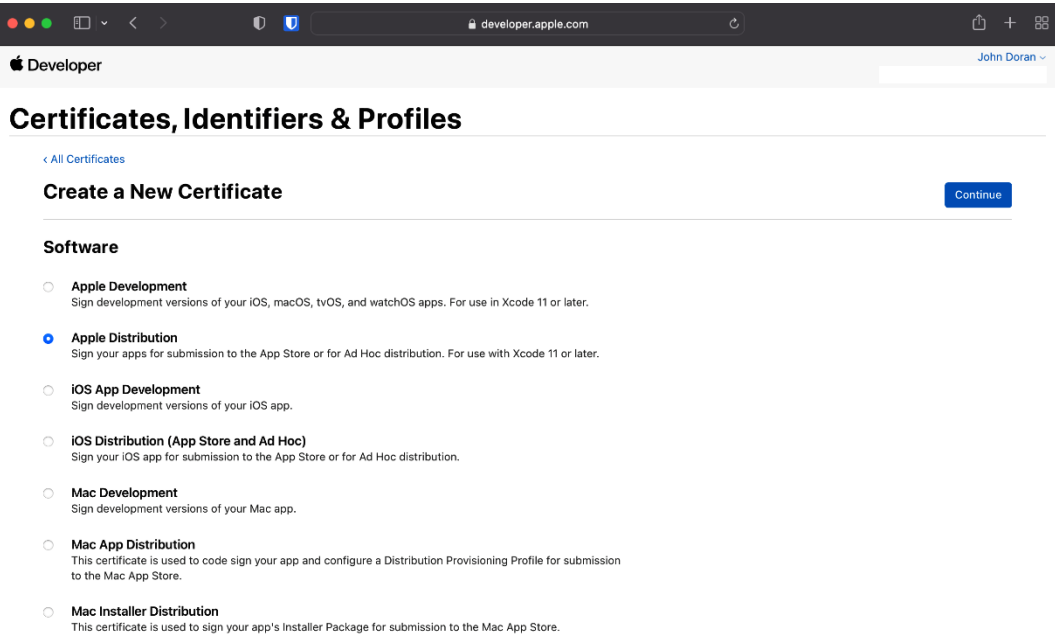 developer.apple.com
Developer
John Doran
Certificates, Identifiers & Profiles
All Certificates
Create a New Certificate
Continue
Software
Apple Development
Sign development versions of your iOS, macOS, tvOS, and watchOS apps. For use in Xcode 11 or later.
Apple Distribution
Sign your apps for submission to the App Store or for Ad Hoc distribution. For use with Xcode 11 or later.
iOS App Development
Sign development versions of your iOS app.
iOS Distribution (App Store and Ad Hoc)
Sign your iOS app for submission to the App Store or for Ad Hoc distribution.
Mac Development
Sign development versions of your Mac app.
Mac App Distribution
This certificate is used to code sign your app and configure a Distribution Provisioning Profile for submission
to the Mac App Store.
Mac Installer Distribution
This certificate is used to sign your app's Installer Package for submission to the Mac App Store.